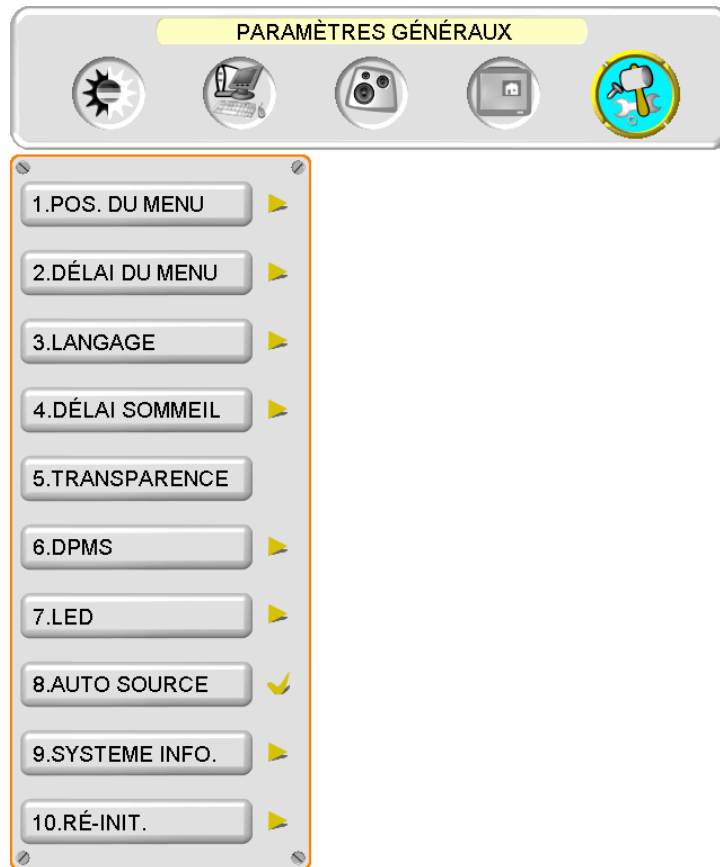 PARAMÈTRES GÉNÉRAUX
1.POS. DU MENU
2.DÉLAI DU MENU
3.LANGAGE
4.DÉLAI SOMMEIL
5.TRANSPARENCE
6.DPMS
7.LED
8.AUTO SOURCE
9.SYSTEME INFO.
10.RÉ-INIT.